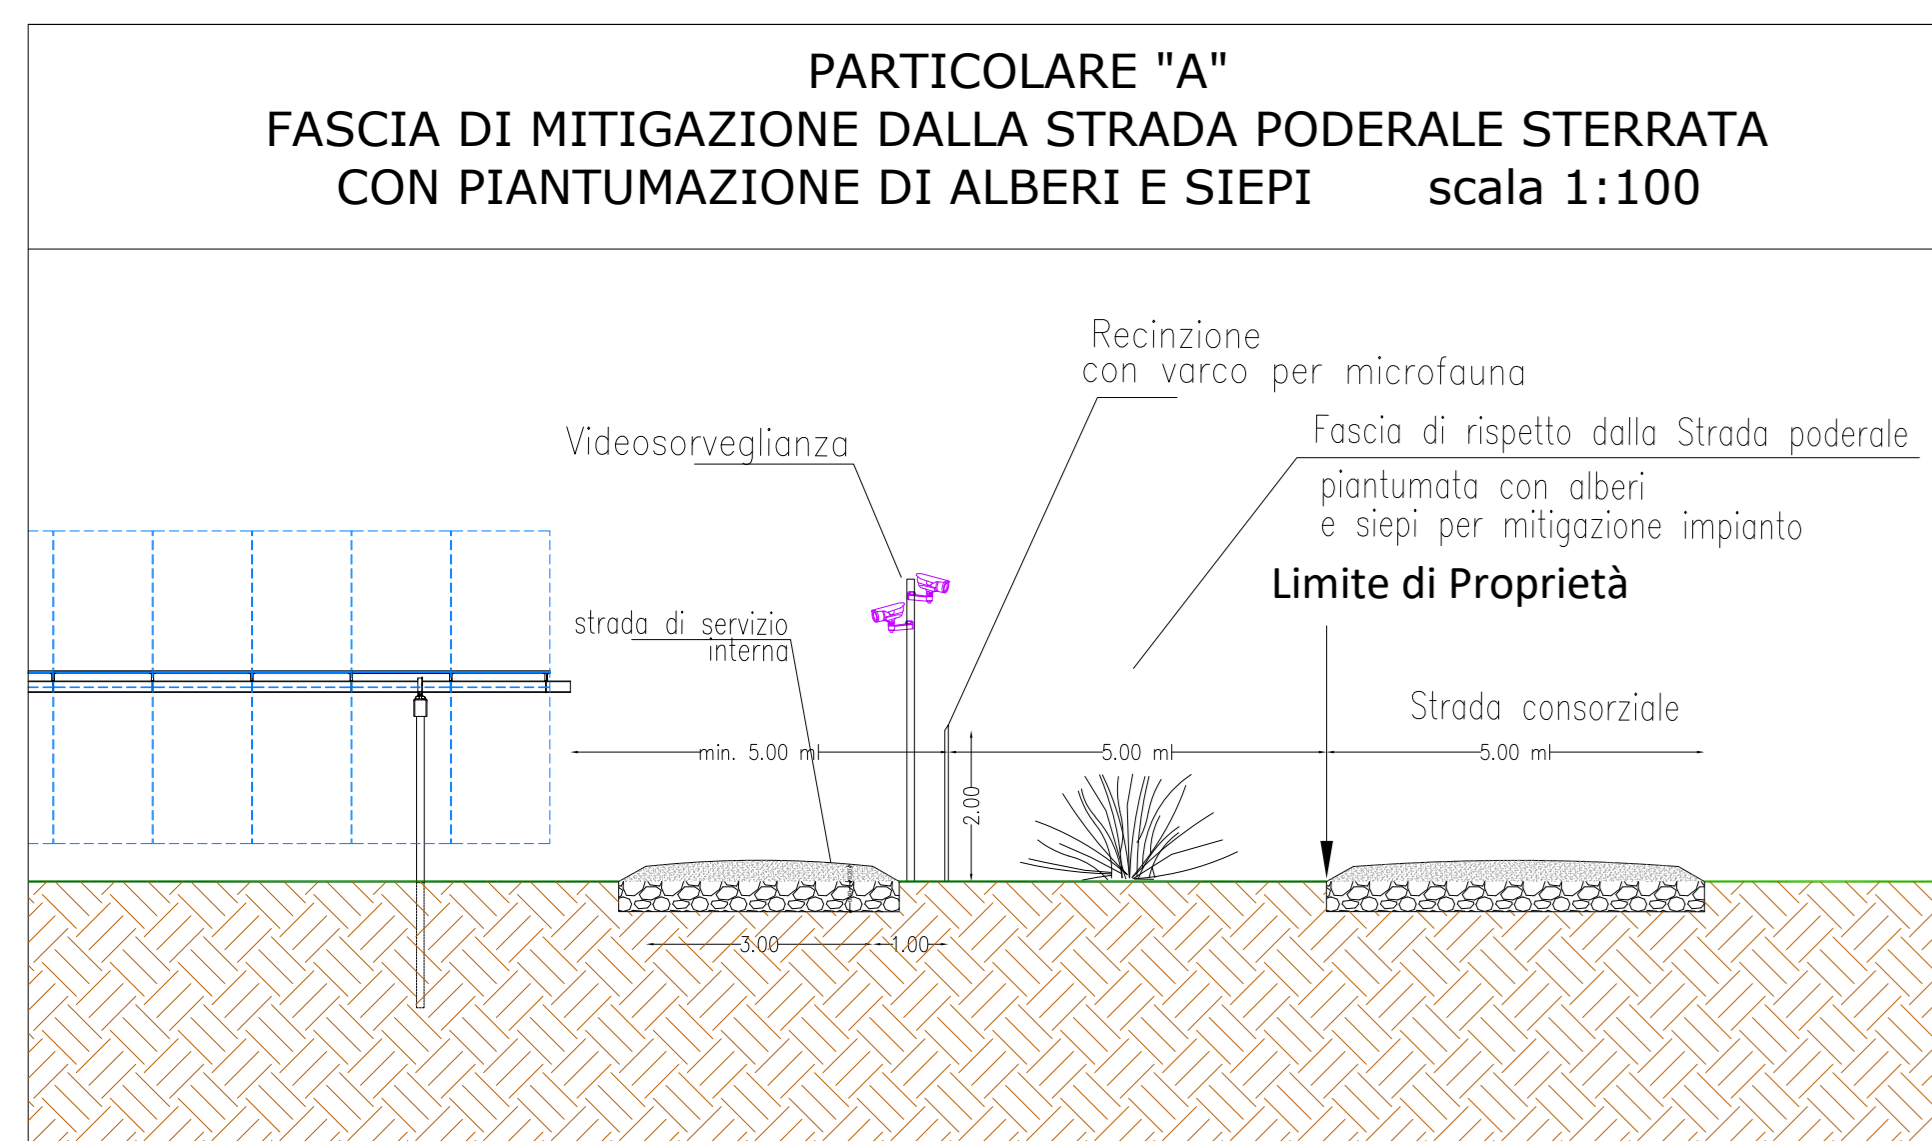 PARTICOLARE "A"
FASCIA DI MITIGAZIONE DALLA STRADA PODERALE STERRATA
CON PIANTUMAZIONE DI ALBERI E SIEPI scala 1:100
Recinzione
con varco per microfauna
Fascia di rispetto dalla Strada poderale
Videosorveglianza
piantumata con alberi
e siepi per mitigazione impianto
Limite di Proprietà
strada di servizio
interna
Strada consorziale
min. 5.00 ml
5.00 ml
5.00 ml
2.00
3.00
1.00